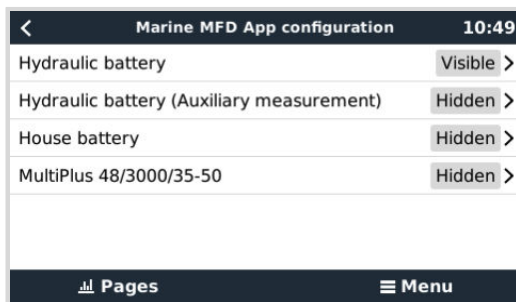 Marine MFD App configuration 10:49
Hydraulic battery Visible
Hydraulic battery (Auxiliary measurement) Hidden
House battery Hidden
MultiPlus 48/3000/35-50 Hidden
Pages Menu